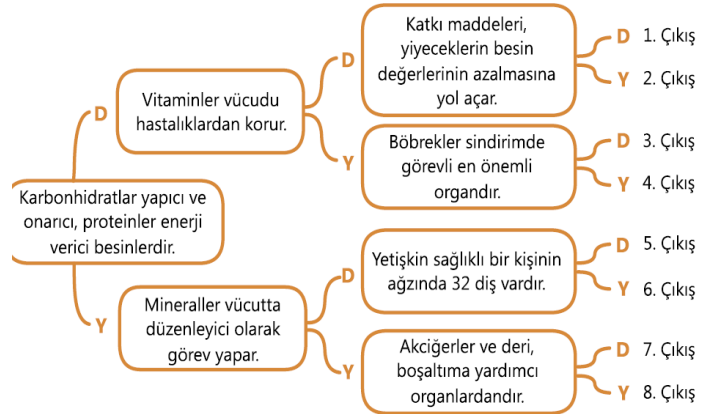 Karbonhidratlar yapıcı ve
onarıcı, proteinler enerji
verici besinlerdir.
D
Vitaminler vücudu
hastalıklardan korur.
D
Katkı maddeleri,
yiyeceklerin besin
değerlerinin azalmasına
yol açar.
D 1. Çıkış
Y 2. Çıkış
Y
Böbrekler sindirimde
görevli en önemli
organdır.
D 3. Çıkış
Y 4. Çıkış
Y
Mineraller vücutta
düzenleyici olarak
görev yapar.
D
Yetişkin sağlıklı bir kişinin
ağzında 32 diş vardır.
D 5. Çıkış
Y 6. Çıkış
Y
Akciğerler ve deri,
boşaltıma yardımcı
organlardandır.
D 7. Çıkış
Y 8. Çıkış